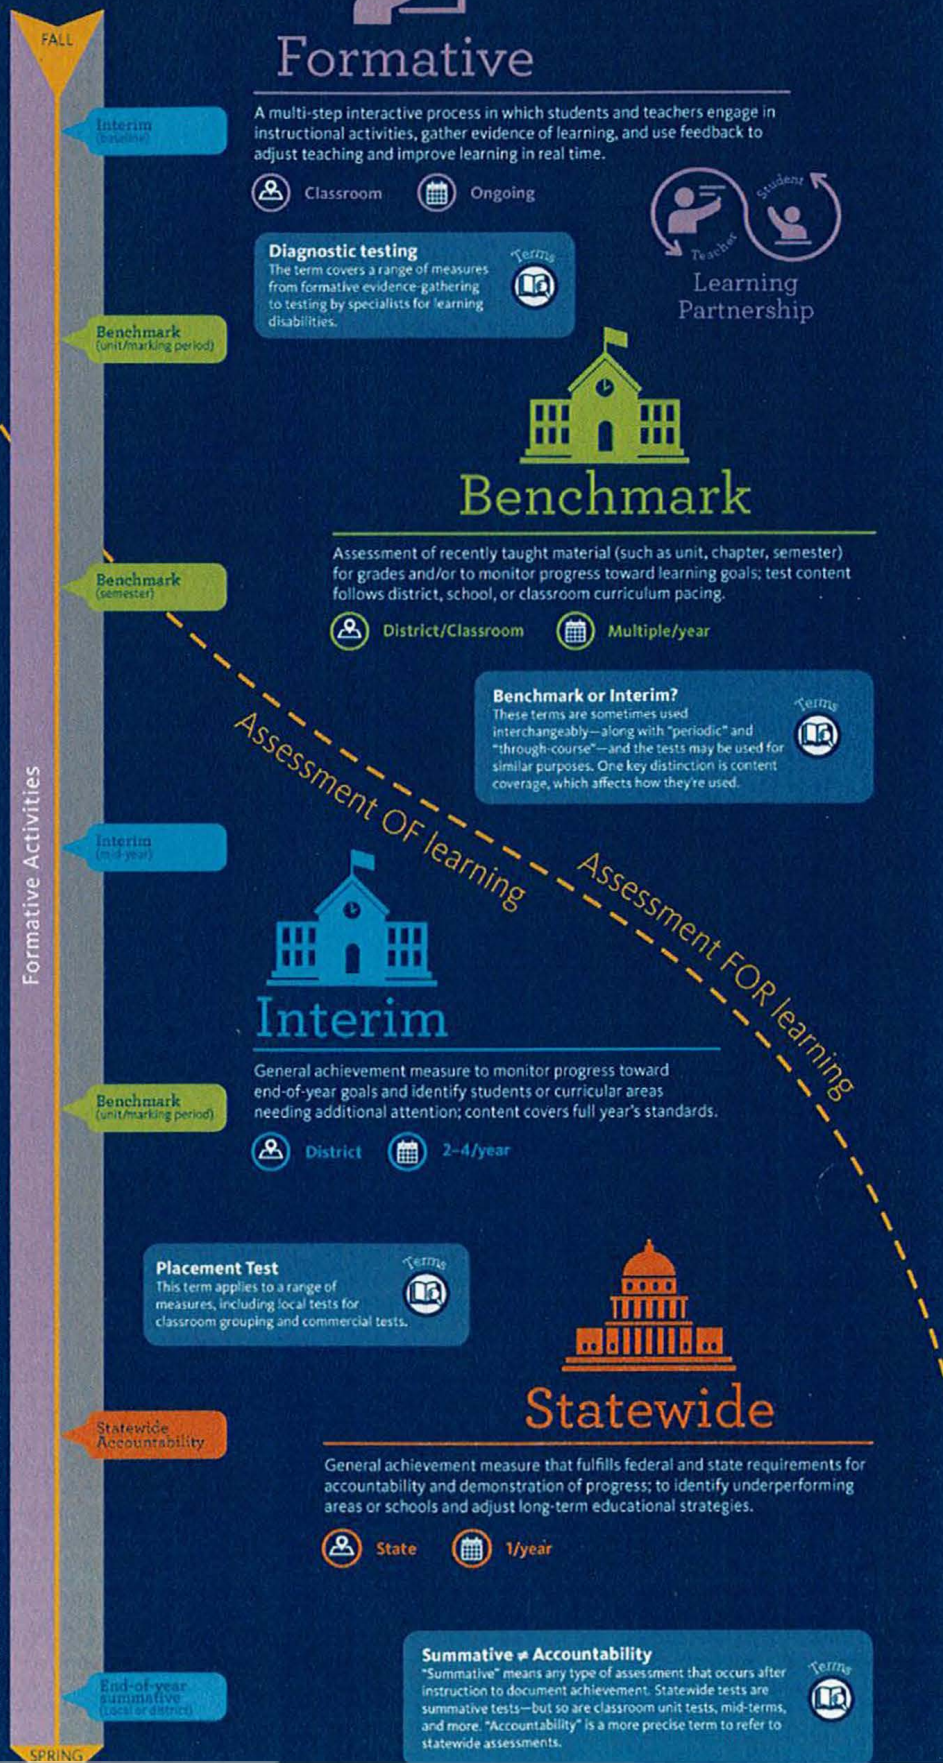 FALL
Formative
A multi-step interactive process in which students and teachers engage in
instructional activities, gather evidence of learning, and use feedback to
adjust teaching and improve learning in real time.
Classroom
Ongoing
Interim
(baseline)
Teacher
Student
Learning
Partnership
Diagnostic testing
The term covers a range of measures
from formative evidence-gathering
to testing by specialists for learning
disabilities.
Terms
Benchmark
(unit/marking period)
Benchmark
Assessment of recently taught material (such as unit, chapter, semester)
for grades and/or to monitor progress toward learning goals; test content
follows district, school, or classroom curriculum pacing.
District/Classroom
Multiple/year
Benchmark
(semester)
Benchmark or Interim?
These terms are sometimes used
interchangeably—along with "periodic" and
"through-course"—and the tests may be used for
similar purposes. One key distinction is content
coverage, which affects how they're used.
Terms
Assessment OF learning
Assessment FOR learning
Formative Activities
Interim
(mid-year)
Interim
General achievement measure to monitor progress toward
end-of-year goals and identify students or curricular areas
needing additional attention; content covers full year's standards.
District
2–4/year
Benchmark
(unit/marking period)
Placement Test
This term applies to a range of
measures, including local tests for
classroom grouping and commercial tests.
Terms
Statewide
General achievement measure that fulfills federal and state requirements for
accountability and demonstration of progress; to identify underperforming
areas or schools and adjust long-term educational strategies.
State
1/year
Statewide
Accountability
Summative ≠ Accountability
"Summative" means any type of assessment that occurs after
instruction to document achievement. Statewide tests are
summative tests—but so are classroom unit tests, mid-terms,
and more. "Accountability" is a more precise term to refer to
statewide assessments.
Terms
End-of-year
summative
(Local or district)
SPRING